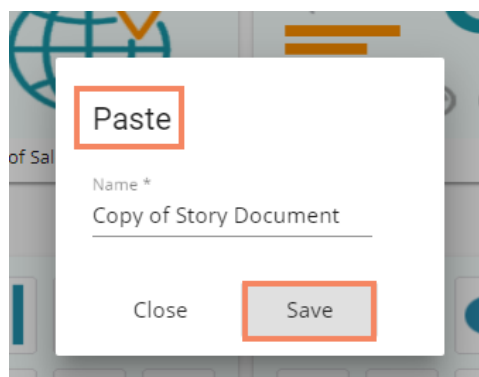 Paste
of Sal
Name *
Copy of Story Document
Close Save